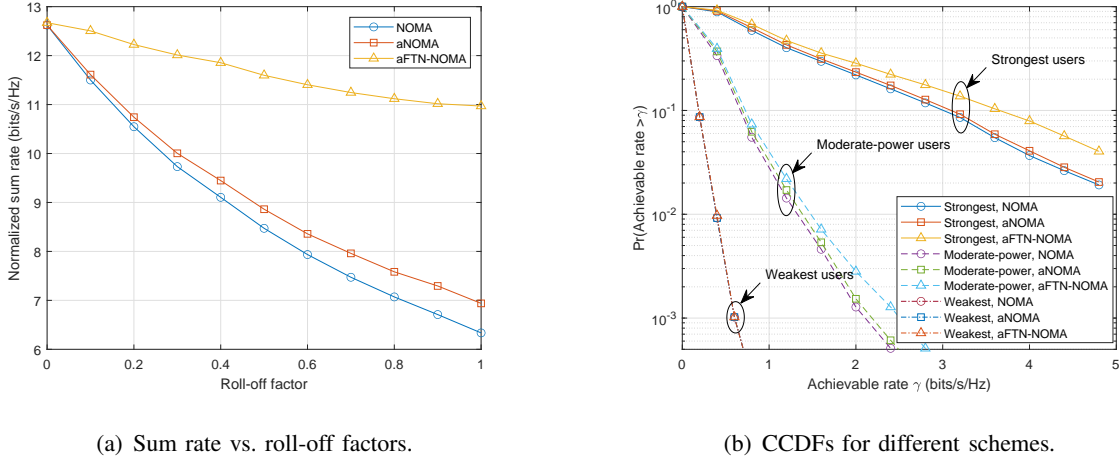 13
12
11
10
9
8
7
6
Normalized sum rate (bits/s/Hz)
0
0.2
0.4
0.6
0.8
1
Roll-off factor
NOMA
aNOMA
aFTN-NOMA
(a) Sum rate vs. roll-off factors.
10^0
10^-1
10^-2
10^-3
Pr(Achievable rate >γ)
0
1
2
3
4
5
Achievable rate γ (bits/s/Hz)
Strongest users
Moderate-power users
Weakest users
Strongest, NOMA
Strongest, aNOMA
Strongest, aFTN-NOMA
Moderate-power, NOMA
Moderate-power, aNOMA
Moderate-power, aFTN-NOMA
Weakest, NOMA
Weakest, aNOMA
Weakest, aFTN-NOMA
(b) CCDFs for different schemes.